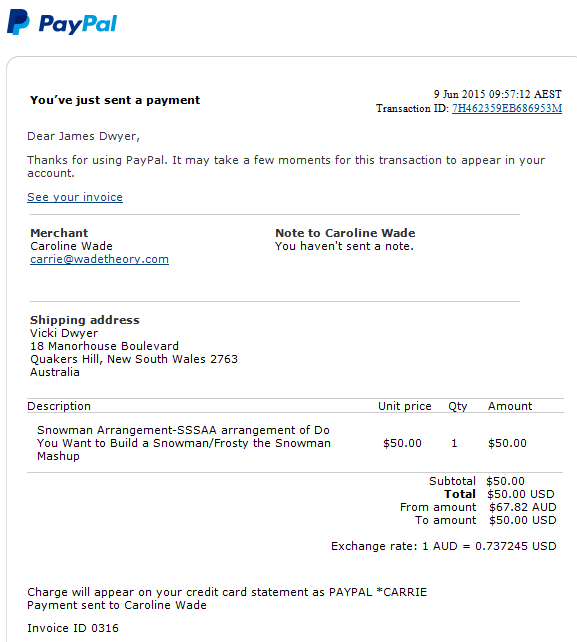 PayPal
You've just sent a payment
9 Jun 2015 09:57:12 AEST
Transaction ID: 7H462359EB686953M
Dear James Dwyer,
Thanks for using PayPal. It may take a few moments for this transaction to appear in your
account.
See your invoice
Merchant
Caroline Wade
carrie@wadetheory.com
Note to Caroline Wade
You haven't sent a note.
Shipping address
Vicki Dwyer
18 Manorhouse Boulevard
Quakers Hill, New South Wales 2763
Australia
Description Unit price Qty Amount
Snowman Arrangement-SSSAA arrangement of Do
You Want to Build a Snowman/Frosty the Snowman
Mashup
$50.00 1 $50.00
Subtotal $50.00
Total $50.00 USD
From amount $67.82 AUD
To amount $50.00 USD
Exchange rate: 1 AUD = 0.737245 USD
Charge will appear on your credit card statement as PAYPAL *CARRIE
Payment sent to Caroline Wade
Invoice ID 0316